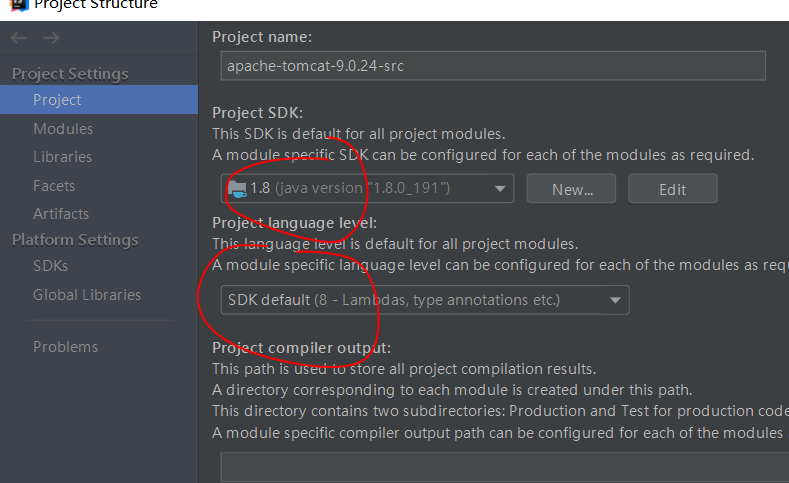 Project Structure
Project Settings
Project
Modules
Libraries
Facets
Artifacts
Platform Settings
SDKs
Global Libraries
Problems
Project name:
apache-tomcat-9.0.24-src
Project SDK:
This SDK is default for all project modules.
A module specific SDK can be configured for each of the modules as required.
1.8 (java version "1.8.0_191")
New...
Edit
Project language level:
This language level is default for all project modules.
A module specific language level can be configured for each of the modules as
SDK default (8 - Lambdas, type annotations etc.)
Project compiler output:
This path is used to store all project compilation results.
A directory corresponding to each module is created under this path.
This directory contains two subdirectories: Production and Test for production code
A module specific compiler output path can be configured for each of the modules